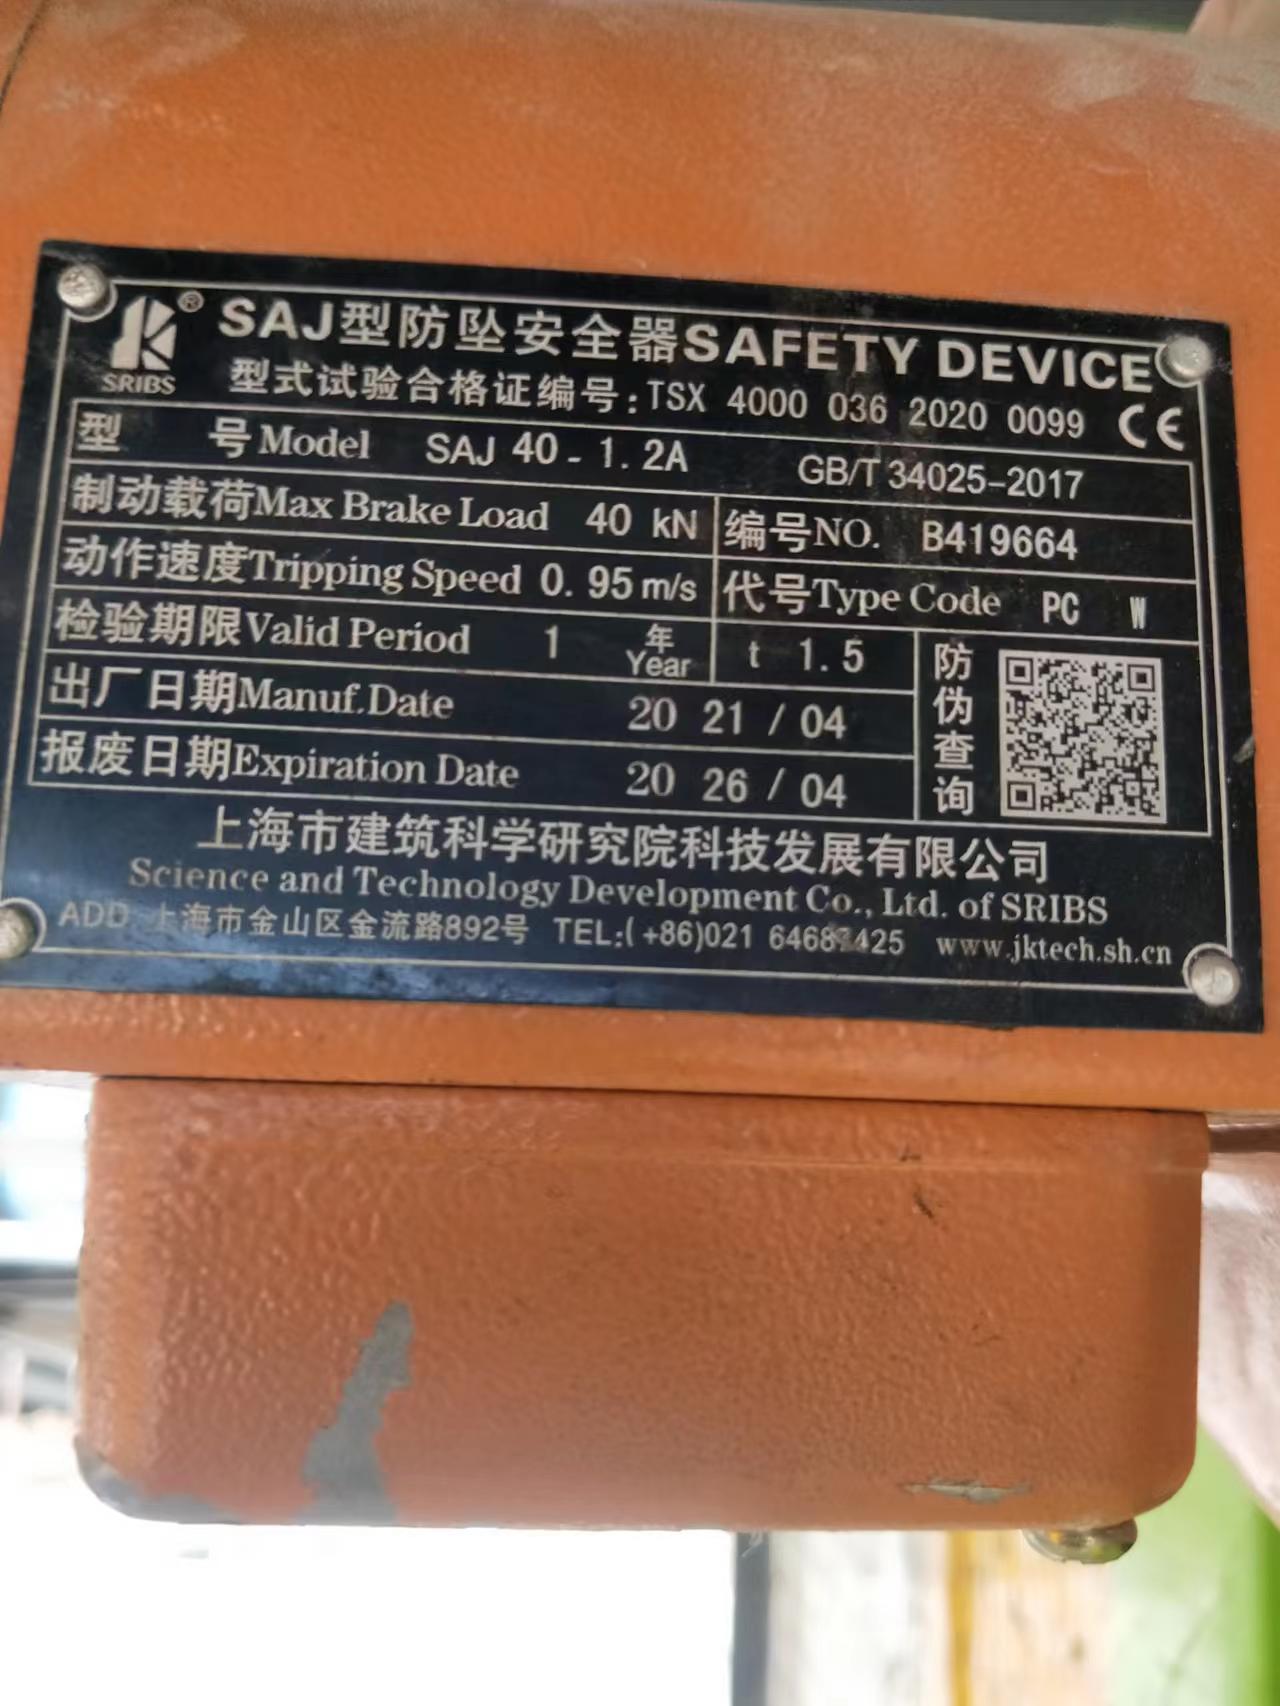 SRIBS ® SAJ型防坠安全器SAFETY DEVICE
型式试验合格证编号:TSX 4000 036 2020 0099 CE
型 号Model SAJ 40-1.2A GB/T 34025-2017
制动载荷Max Brake Load 40 kN 编号NO. B419664
动作速度Tripping Speed 0.95 m/s 代号Type Code PC W
检验期限Valid Period 1 年 Year t 1.5
出厂日期Manuf.Date 2021/04
报废日期Expiration Date 2026/04
防伪查询
上海市建筑科学研究院科技发展有限公司
Science and Technology Development Co., Ltd. of SRIBS
ADD 上海市金山区金流路892号 TEL:(+86)021 www.jktech.sh.cn